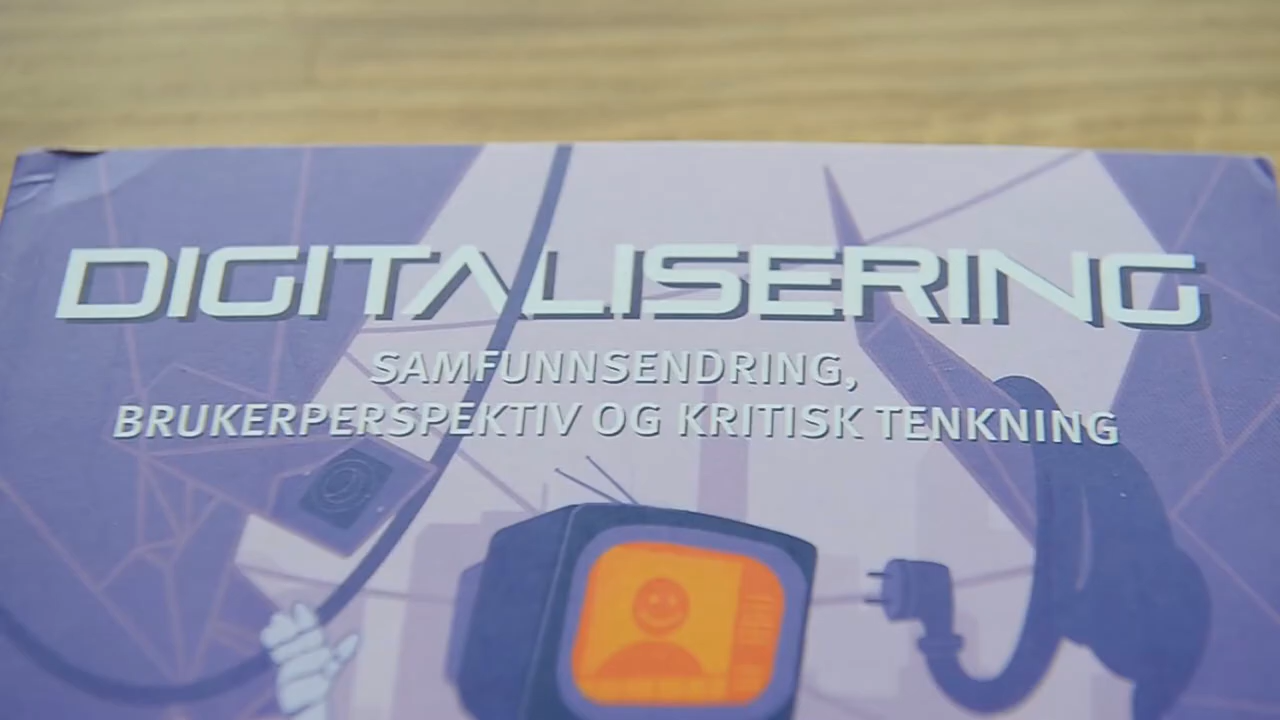 DIGITALISERING
SAMFUNNSENDRING,
BRUKERPERSPEKTIV OG KRITISK TENKNING